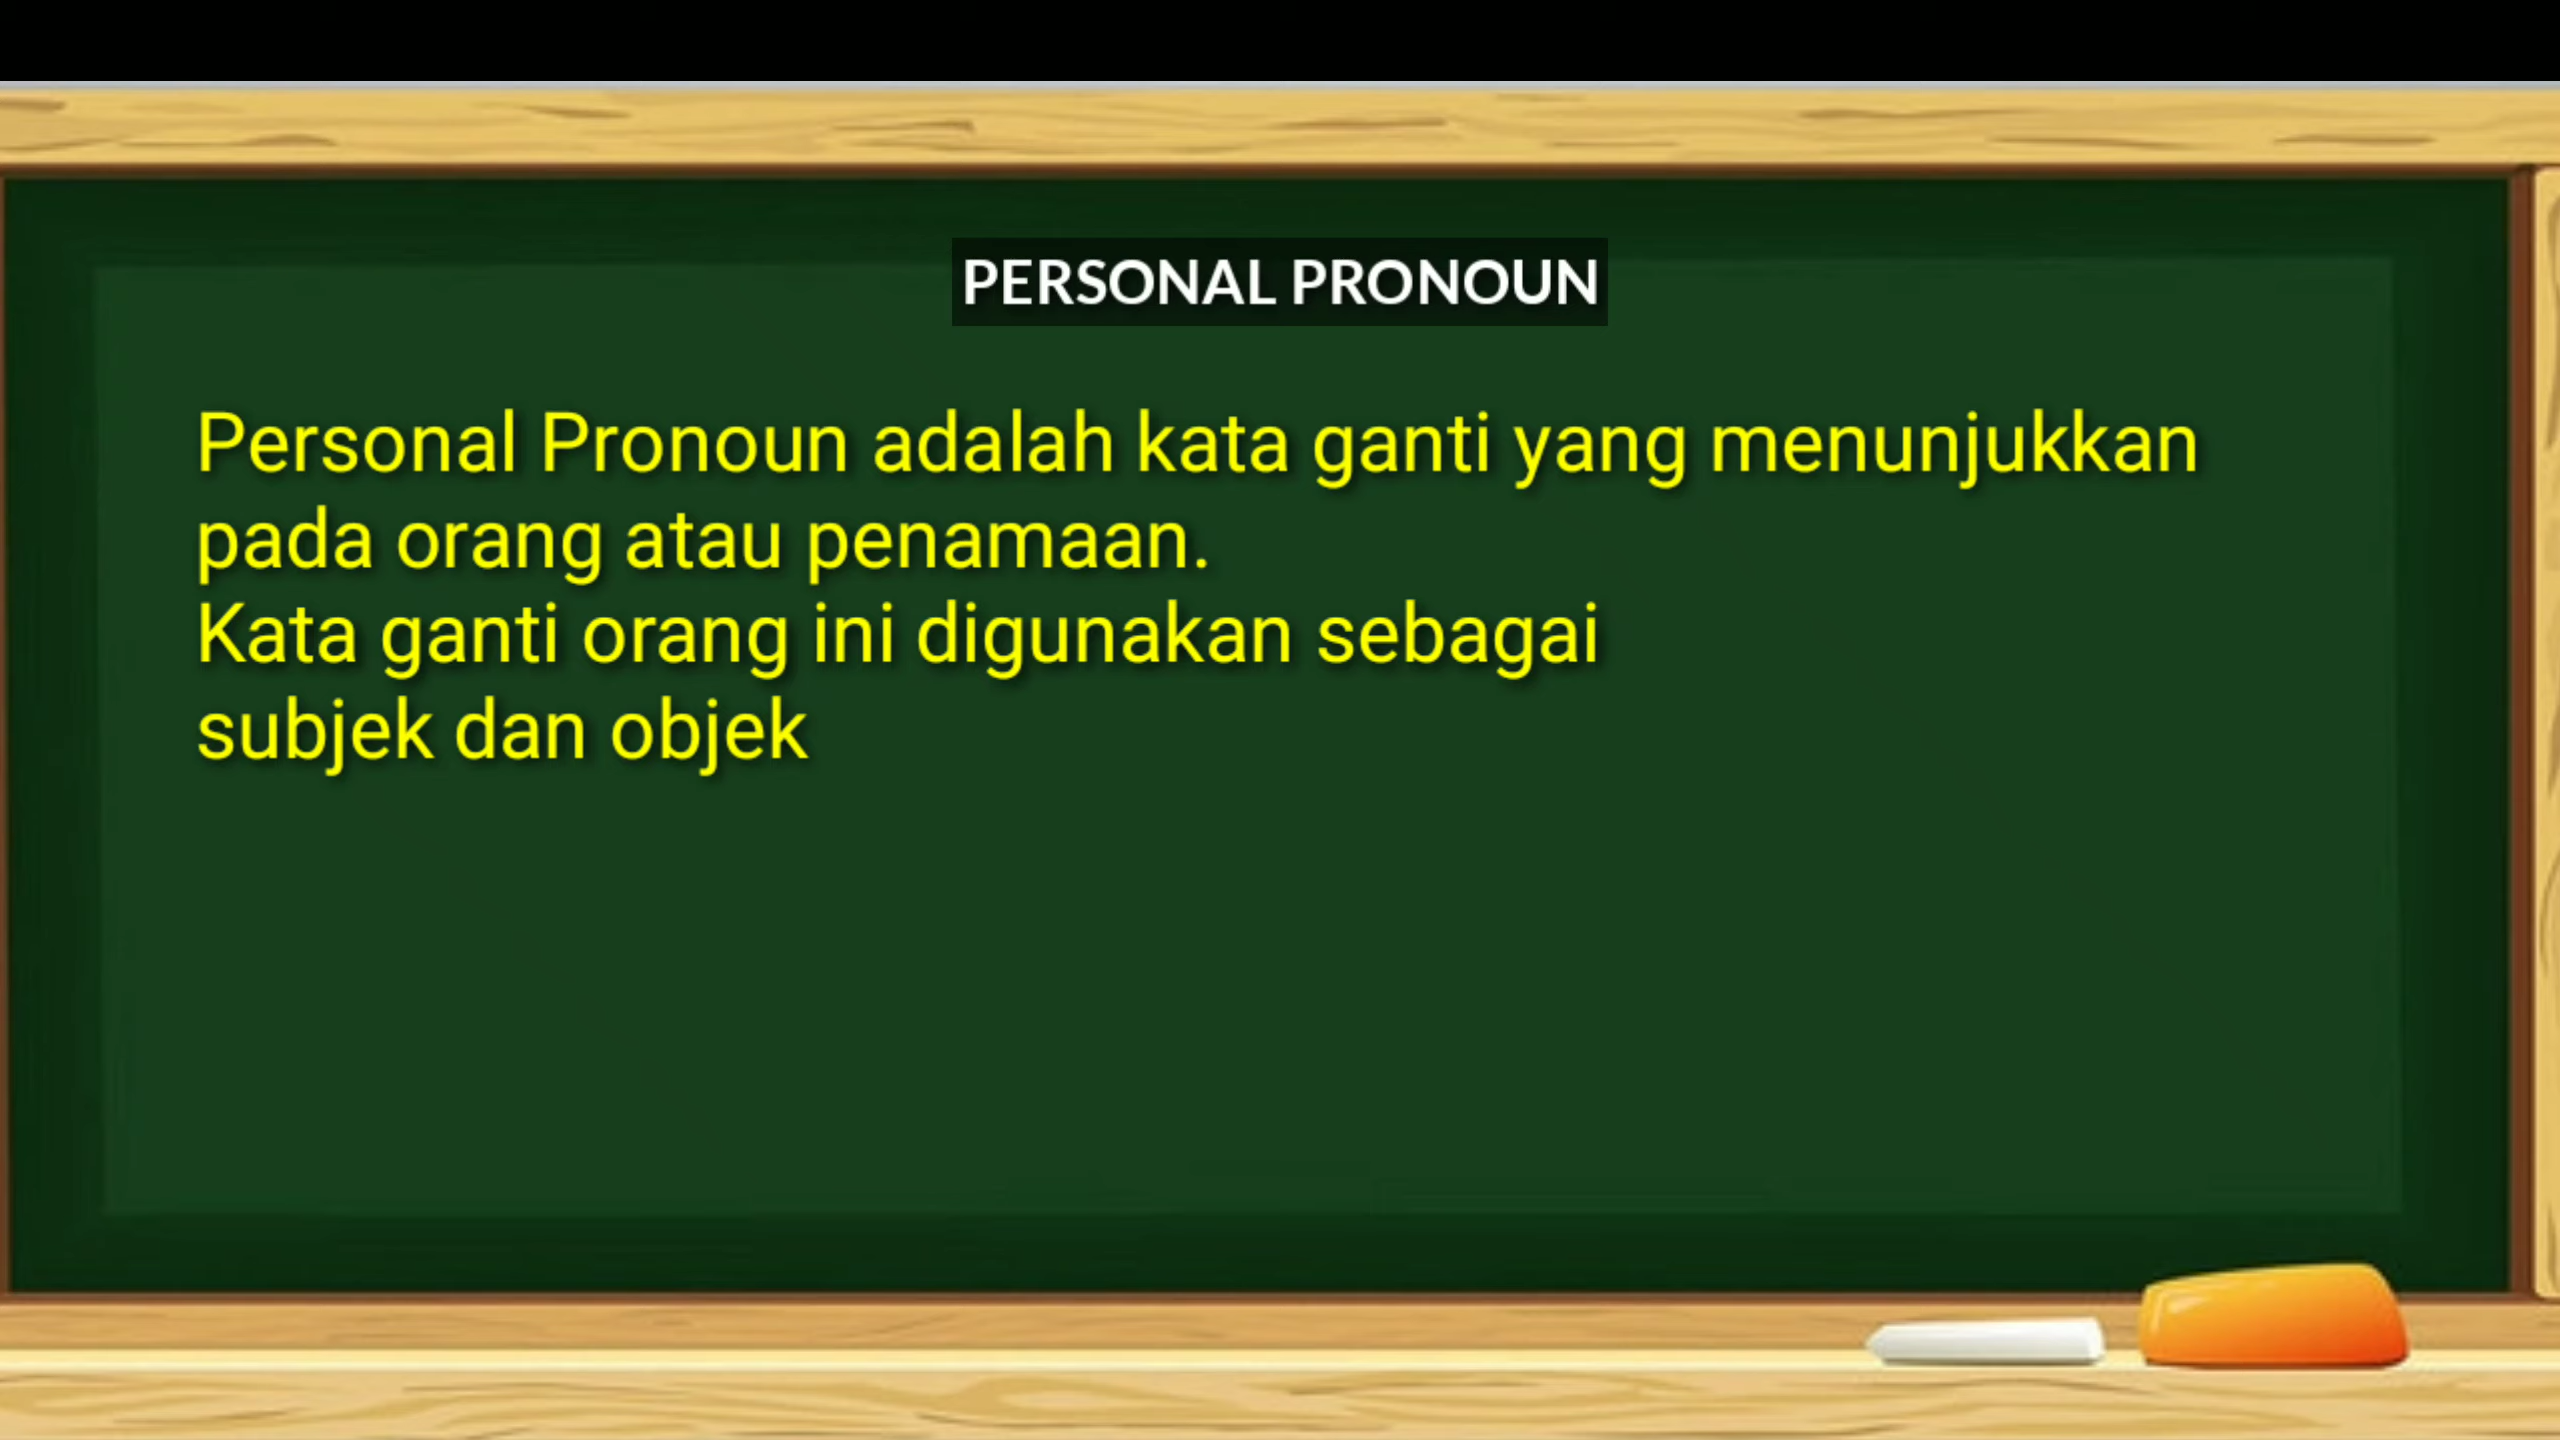 PERSONAL PRONOUN
Personal Pronoun adalah kata ganti yang menunjukkan
pada orang atau penamaan.
Kata ganti orang ini digunakan sebagai
subjek dan objek